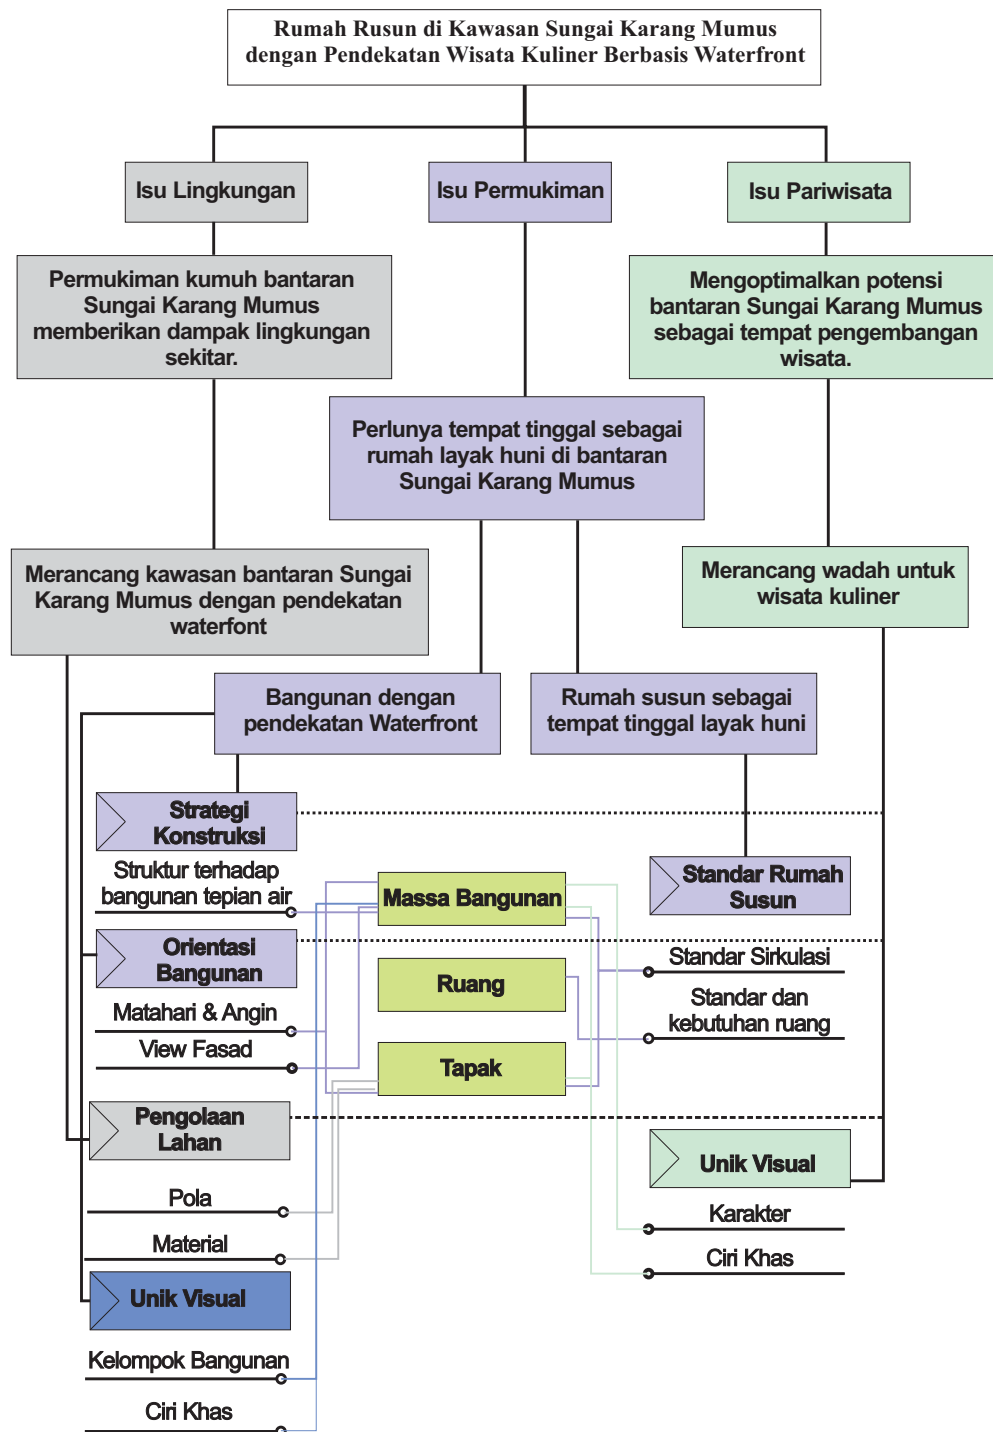 Rumah Rusun di Kawasan Sungai Karang Mumus
dengan Pendekatan Wisata Kuliner Berbasis Waterfront
Isu Lingkungan
Isu Permukiman
Isu Pariwisata
Permukiman kumuh bantaran
Sungai Karang Mumus
memberikan dampak lingkungan
sekitar.
Mengoptimalkan potensi
bantaran Sungai Karang Mumus
sebagai tempat pengembangan
wisata.
Perlunya tempat tinggal sebagai
rumah layak huni di bantaran
Sungai Karang Mumus
Merancang kawasan bantaran Sungai
Karang Mumus dengan pendekatan
waterfont
Merancang wadah untuk
wisata kuliner
Bangunan dengan
pendekatan Waterfront
Rumah susun sebagai
tempat tinggal layak huni
Strategi
Konstruksi
Struktur terhadap
bangunan tepian air
Massa Bangunan
Standar Rumah
Susun
Orientasi
Bangunan
Ruang
Standar Sirkulasi
Matahari & Angin
Standar dan
kebutuhan ruang
View Fasad
Tapak
Pengolaan
Lahan
Unik Visual
Pola
Karakter
Material
Ciri Khas
Unik Visual
Kelompok Bangunan
Ciri Khas